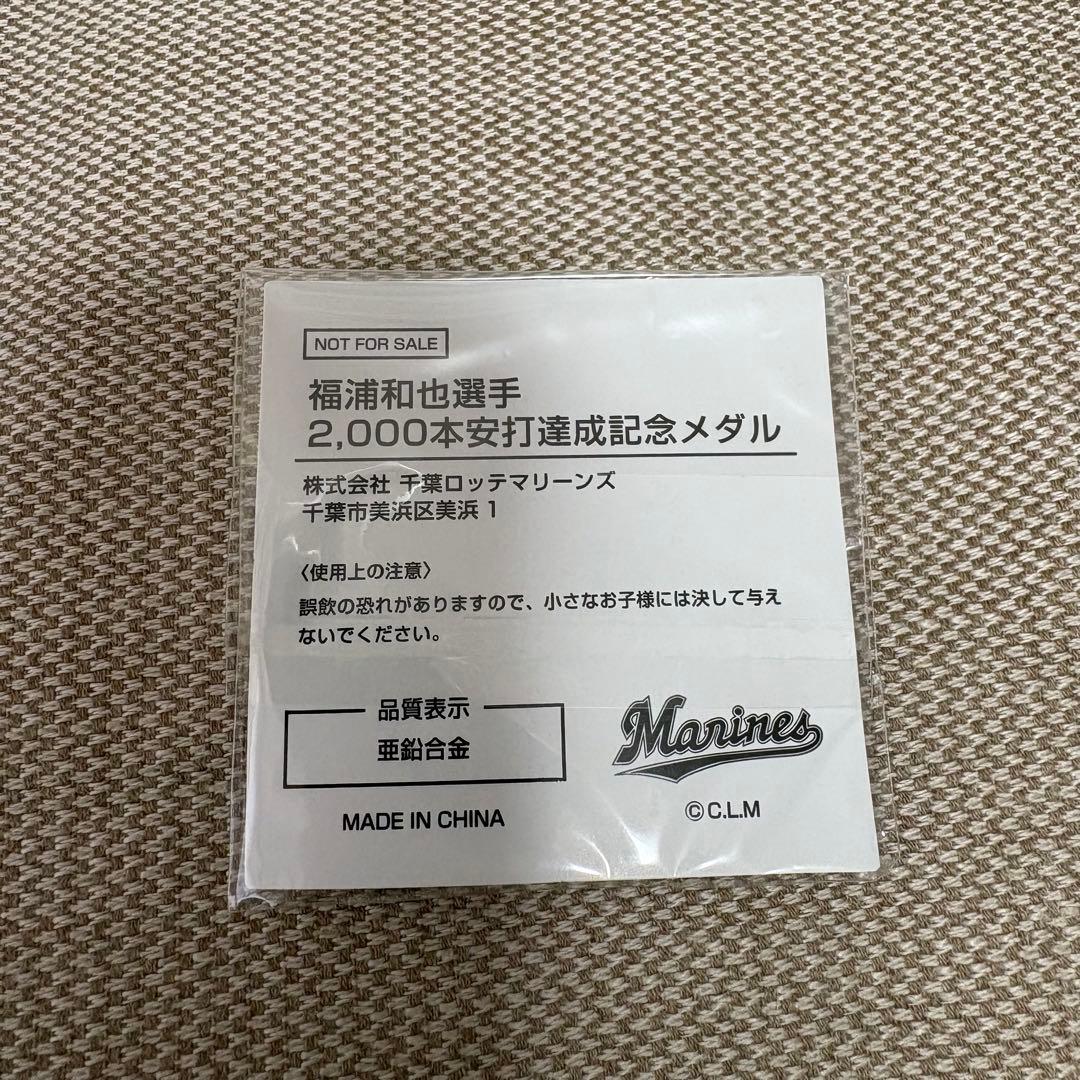 NOT FOR SALE
福浦和也選手
2,000本安打達成記念メダル
株式会社 千葉ロッテマリーンズ
千葉市美浜区美浜 1
〈使用上の注意〉
誤飲の恐れがありますので、小さなお子様には決して与え
ないでください。
品質表示
亜鉛合金
MADE IN CHINA
Marines
© C.L.M